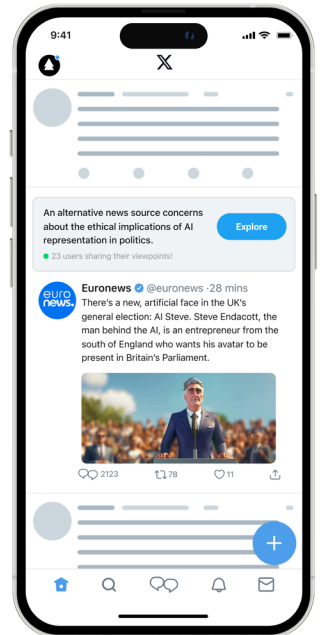 9:41
X
An alternative news source concerns
about the ethical implications of AI
representation in politics.
Explore
23 users sharing their viewpoints!
euro
news.
Euronews @euronews ·28 mins
There's a new, artificial face in the UK's
general election: AI Steve. Steve Endacott, the
man behind the AI, is an entrepreneur from the
south of England who wants his avatar to be
present in Britain's Parliament.
2123 78 11